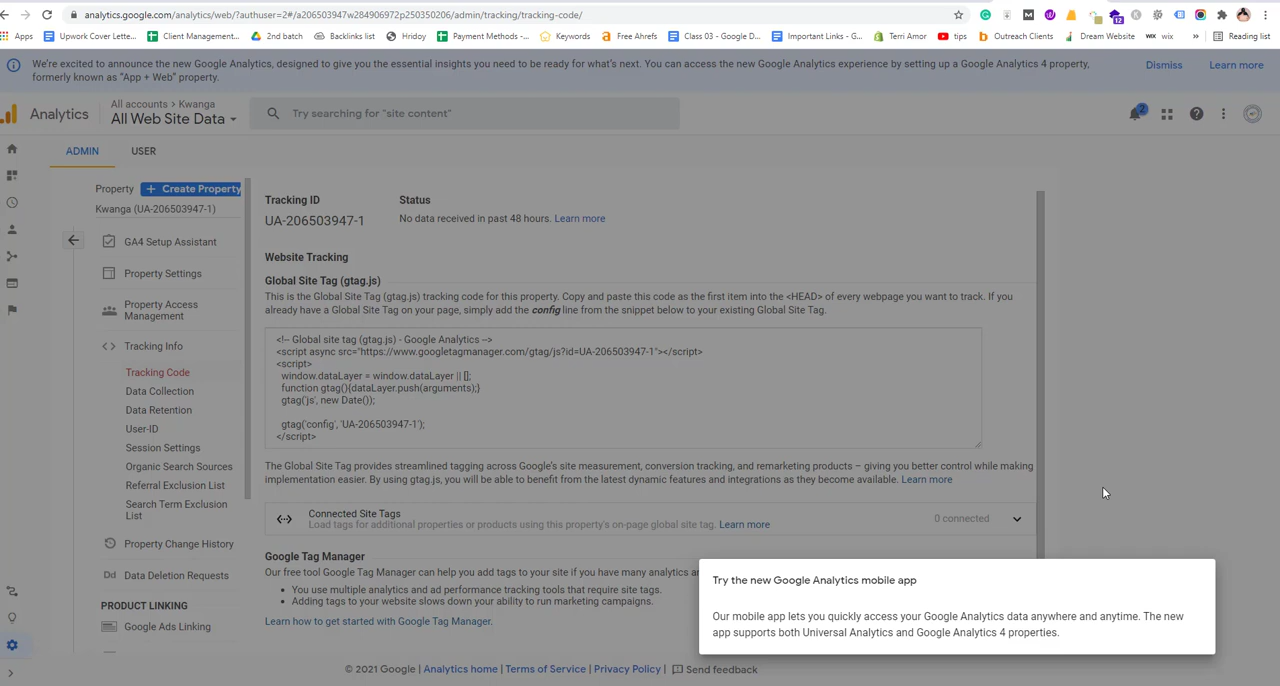 analytics.google.com/analytics/web/?authuser=2#/a206503947w284906972p250350206/admin/tracking/tracking-code/
12
Apps
Upwork Cover Lette...
Client Management...
2nd batch
Backlinks list
Hridoy
Payment Methods -...
Keywords
Free Ahrefs
Class 03 - Google D...
Important Links - G...
Terri Amor
tips
Outreach Clients
Dream Website
WIX wix
»
Reading list
We're excited to announce the new Google Analytics, designed to give you the essential insights you need to be ready for what's next. You can access the new Google Analytics experience by setting up a Google Analytics 4 property,
formerly known as "App + Web" property.
Dismiss
Learn more
Analytics
All accounts > Kwanga
All Web Site Data
Try searching for "site content"
2
ADMIN
USER
Property
+ Create Property
Kwanga (UA-206503947-1)
GA4 Setup Assistant
Property Settings
Property Access
Management
Tracking Info
Tracking Code
Data Collection
Data Retention
User-ID
Session Settings
Organic Search Sources
Referral Exclusion List
Search Term Exclusion
List
Property Change History
Dd Data Deletion Requests
PRODUCT LINKING
Google Ads Linking
Tracking ID
UA-206503947-1
Status
No data received in past 48 hours. Learn more
Website Tracking
Global Site Tag (gtag.js)
This is the Global Site Tag (gtag.js) tracking code for this property. Copy and paste this code as the first item into the <HEAD> of every webpage you want to track. If you
already have a Global Site Tag on your page, simply add the config line from the snippet below to your existing Global Site Tag.
<!-- Global site tag (gtag.js) - Google Analytics -->
<script async src="https://www.googletagmanager.com/gtag/js?id=UA-206503947-1"></script>
<script>
window.dataLayer = window.dataLayer || [];
function gtag(){dataLayer.push(arguments);}
gtag('js', new Date());
gtag('config', 'UA-206503947-1');
</script>
The Global Site Tag provides streamlined tagging across Google's site measurement, conversion tracking, and remarketing products – giving you better control while making
implementation easier. By using gtag.js, you will be able to benefit from the latest dynamic features and integrations as they become available. Learn more
Connected Site Tags
Load tags for additional properties or products using this property's on-page global site tag. Learn more
0 connected
Google Tag Manager
Our free tool Google Tag Manager can help you add tags to your site if you have many analytics a
• You use multiple analytics and ad performance tracking tools that require site tags.
• Adding tags to your website slows down your ability to run marketing campaigns.
Learn how to get started with Google Tag Manager.
Try the new Google Analytics mobile app
Our mobile app lets you quickly access your Google Analytics data anywhere and anytime. The new
app supports both Universal Analytics and Google Analytics 4 properties.
© 2021 Google | Analytics home | Terms of Service | Privacy Policy | Send feedback